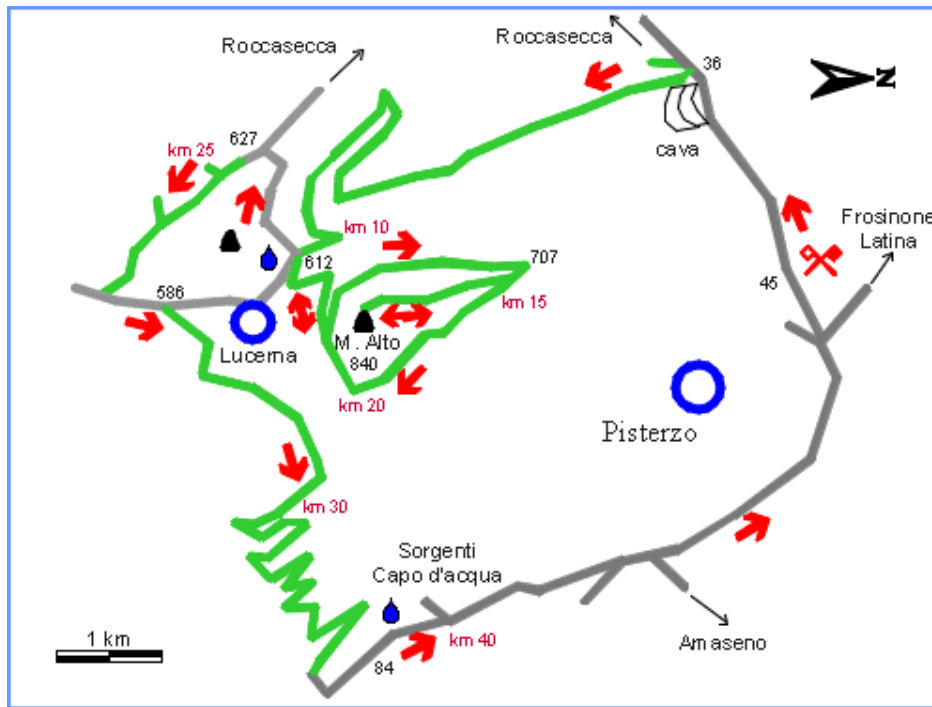 Roccasecca
Roccasecca
36
N
627
km 25
cava
km 10
Frosinone
Latina
612
707
45
586
km 15
Lucerna
M. Alto
840
km 20
Pisterzo
km 30
Sorgenti
Capo d'acqua
1 km
km 40
Amaseno
84